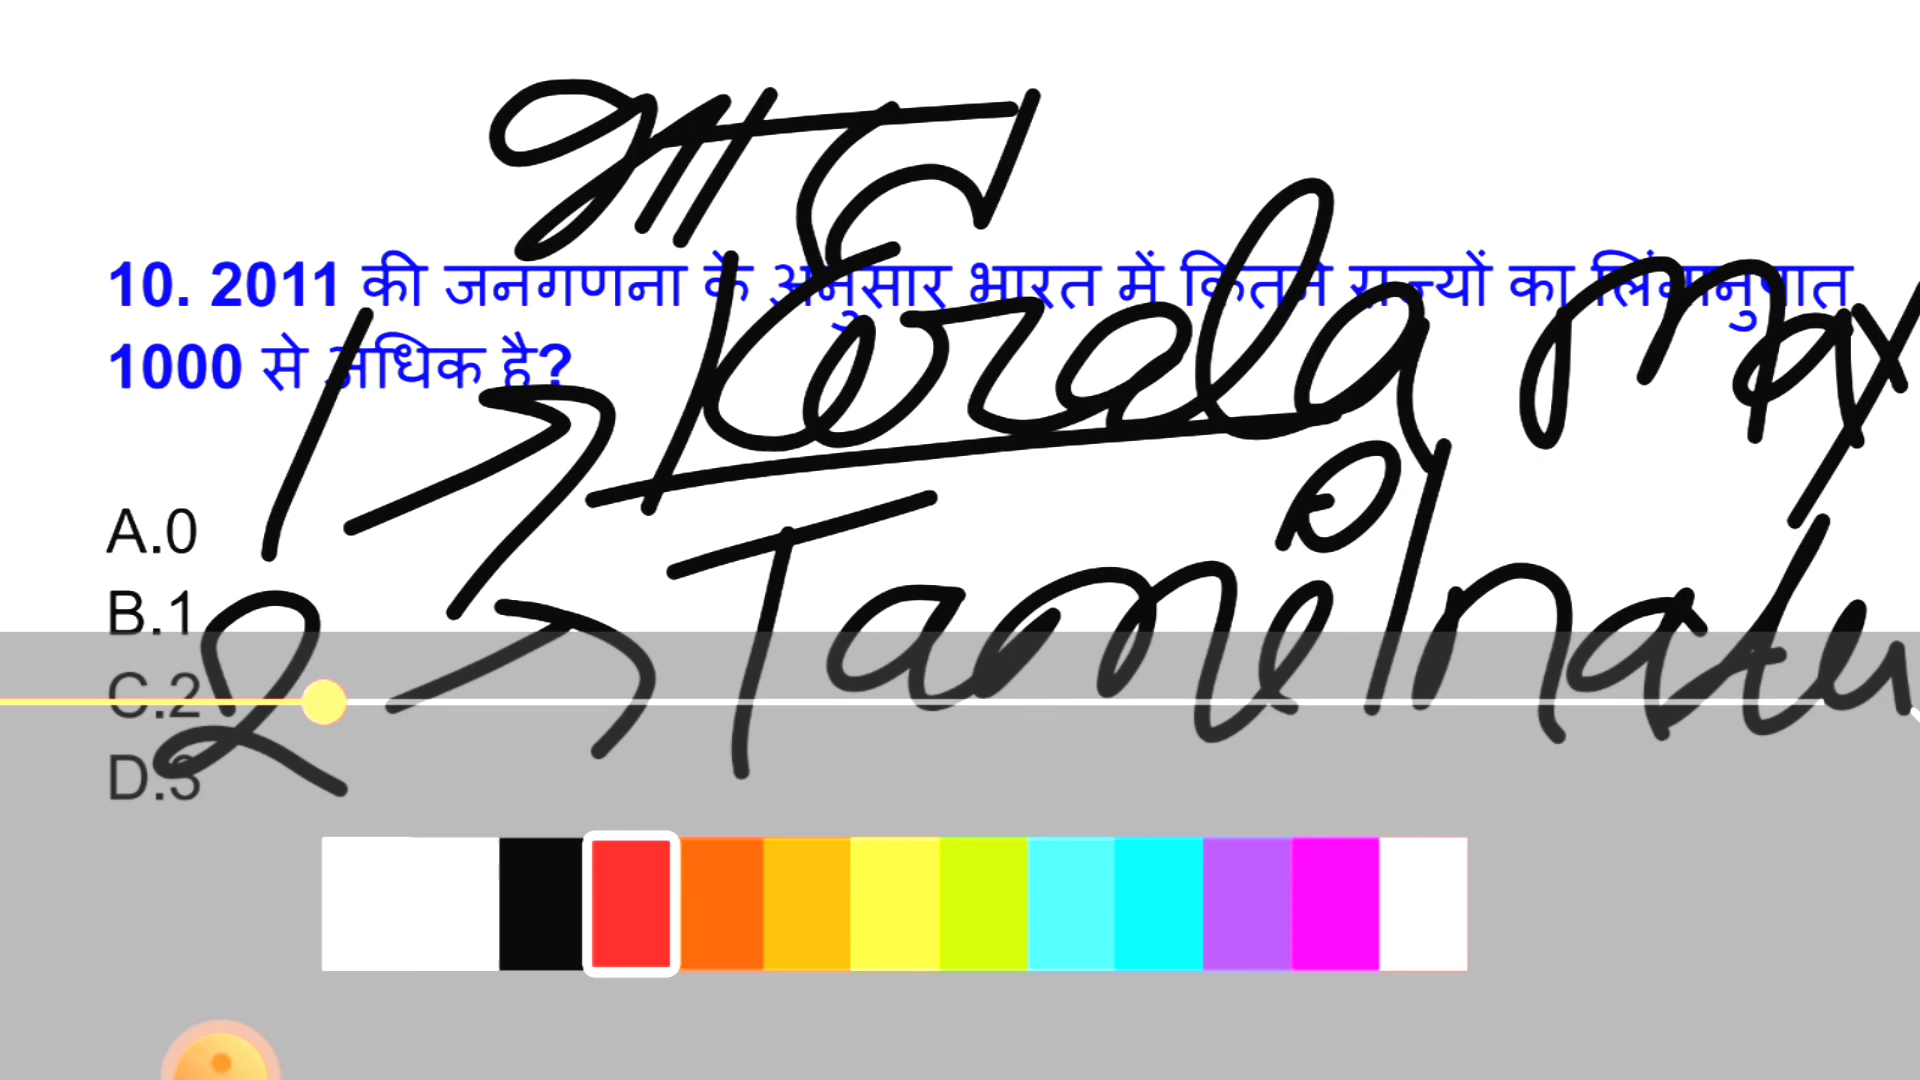 10. 2011 की जनगणना के अनुसार भारत में कितने राज्यों का लिंगानुपात
1000 से अधिक है?
1 → Kerala max
A.0
B.1
2 → Tamilnadu
C.2
D.3